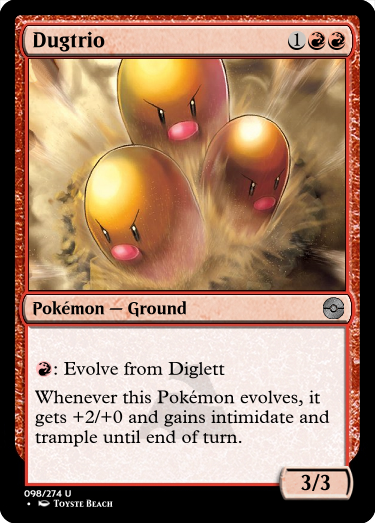 Dugtrio 1
Pokémon — Ground
: Evolve from Diglett
Whenever this Pokémon evolves, it
gets +2/+0 and gains intimidate and
trample until end of turn.
3/3
098/274 U
• Toyste Beach